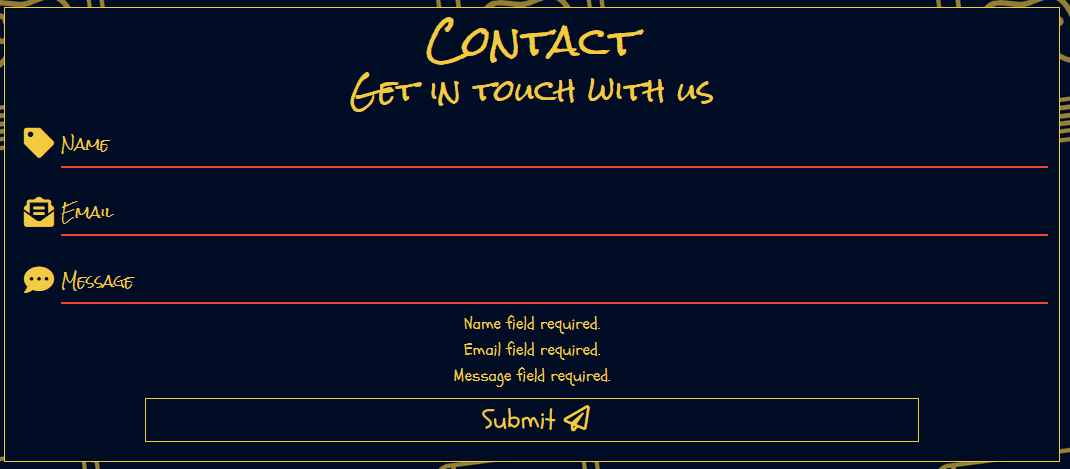 Contact
Get in touch with us
Name
Email
Message
Name field required.
Email field required.
Message field required.
Submit